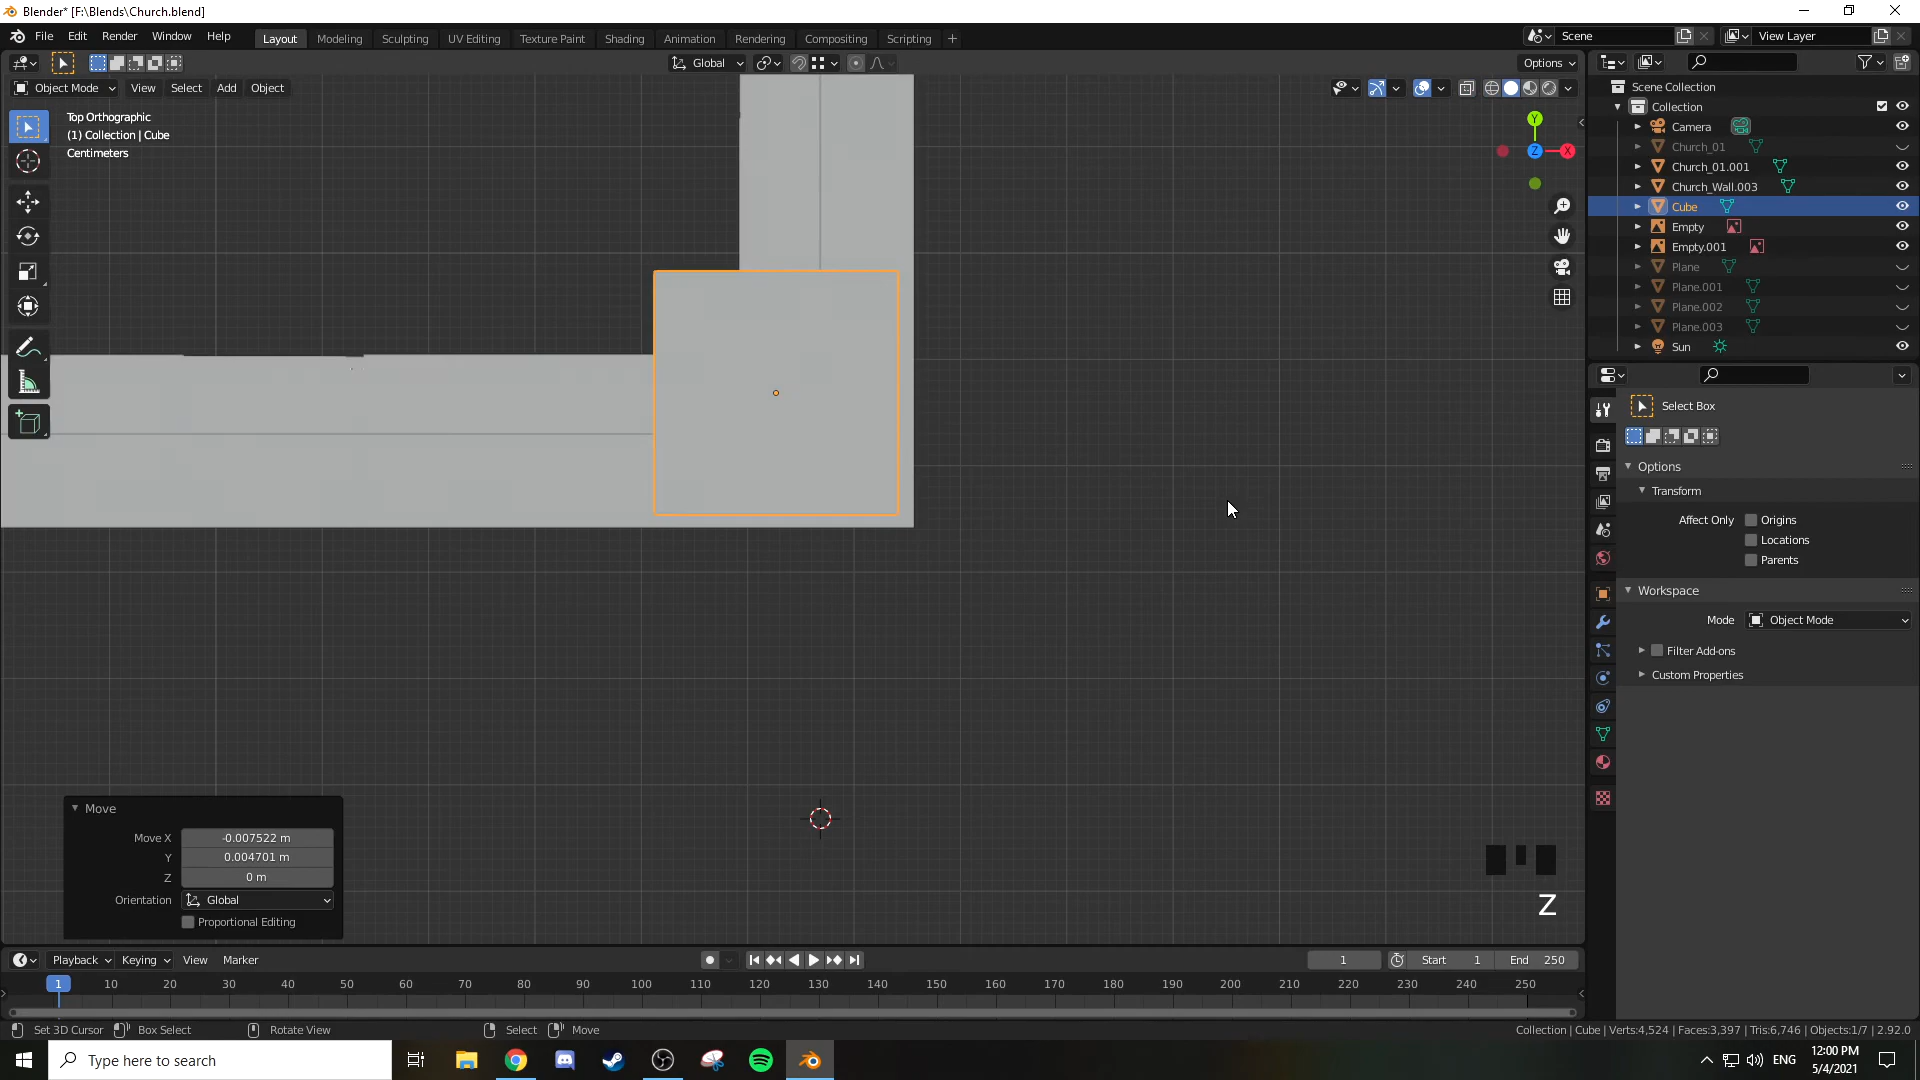 Blender* [F:\Blends\Church.blend]
File Edit Render Window Help Layout Modeling Sculpting UV Editing Texture Paint Shading Animation Rendering Compositing Scripting Scene View Layer
Global Options
Object Mode View Select Add Object
Top Orthographic
(1) Collection | Cube
Centimeters
Y
Z X
Scene Collection
Collection
Camera
Church_01
Church_01.001
Church_Wall.003
Cube
Empty
Empty.001
Plane
Plane.001
Plane.002
Plane.003
Sun
Select Box
Options
Transform
Affect Only Origins
Locations
Parents
Workspace
Mode Object Mode
Filter Add-ons
Custom Properties
Move
Move X -0.007522 m
Y 0.004701 m
Z 0 m
Orientation Global
Proportional Editing
Z
Playback Keying View Marker 1 Start 1 End 250
1 10 20 30 40 50 60 70 80 90 100 110 120 130 140 150 160 170 180 190 200 210 220 230 240 250
Set 3D Cursor Box Select Rotate View Select Move Collection | Cube | Verts:4,524 | Faces:3,397 | Tris:6,746 | Objects:1/7 | 2.92.0
Type here to search ENG 12:00 PM
5/4/2021